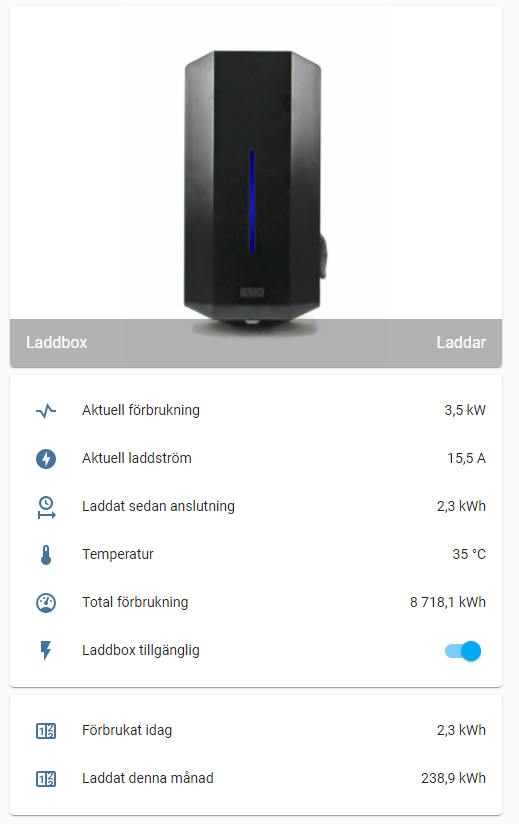 Laddbox Laddar
Aktuell förbrukning 3,5 kW
Aktuell laddström 15,5 A
Laddat sedan anslutning 2,3 kWh
Temperatur 35 °C
Total förbrukning 8 718,1 kWh
Laddbox tillgänglig
Förbrukat idag 2,3 kWh
Laddat denna månad 238,9 kWh